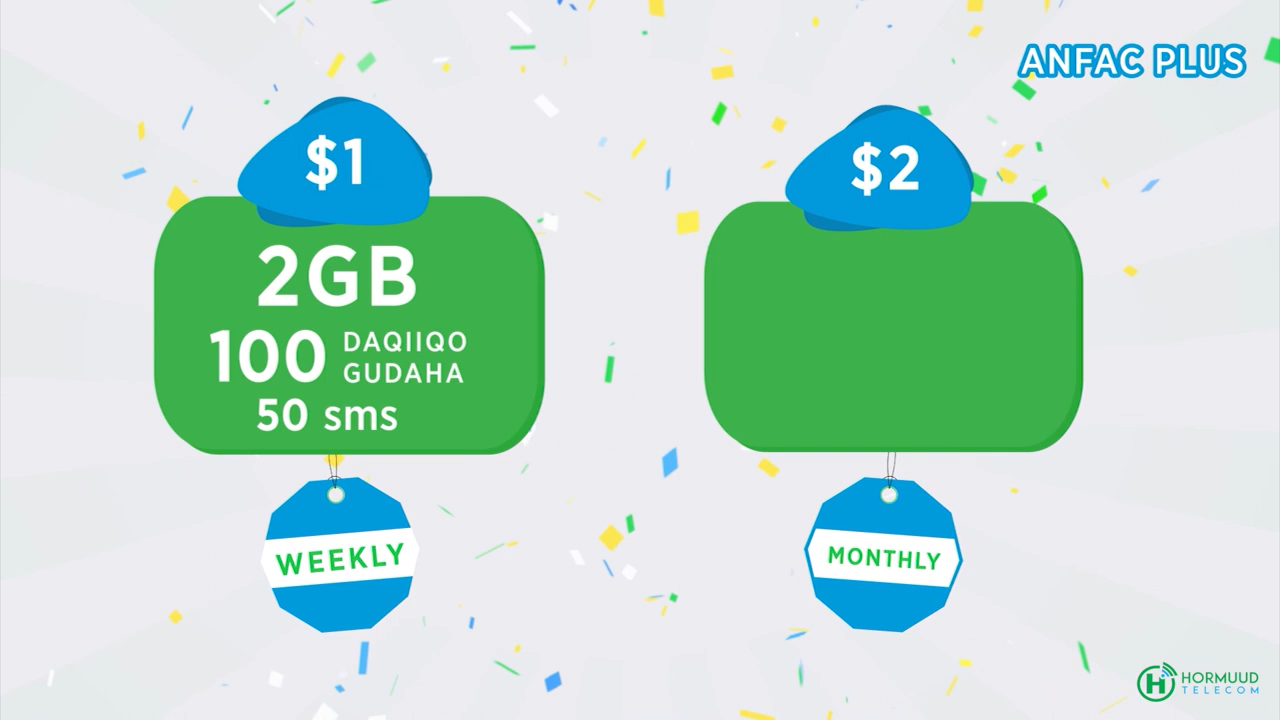 ANFAC PLUS
$1
2GB
100 DAQIIQO
GUDAHA
50 sms
WEEKLY
$2
MONTHLY
HORMUUD
TELECOM